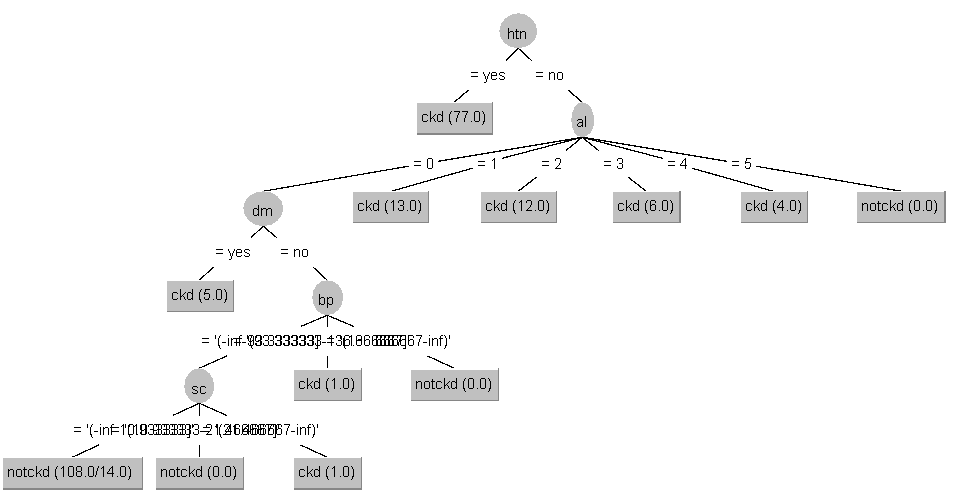 htn
= yes = no
ckd (77.0) al
= 0 = 1 = 2 = 3 = 4 = 5
dm ckd (13.0) ckd (12.0) ckd (6.0) ckd (4.0) notckd (0.0)
= yes = no
ckd (5.0) bp
= '(-inf-
sc ckd (1.0) notckd (0.0)
= '(-inf-
notckd (108.0/14.0) notckd (0.0) ckd (1.0)